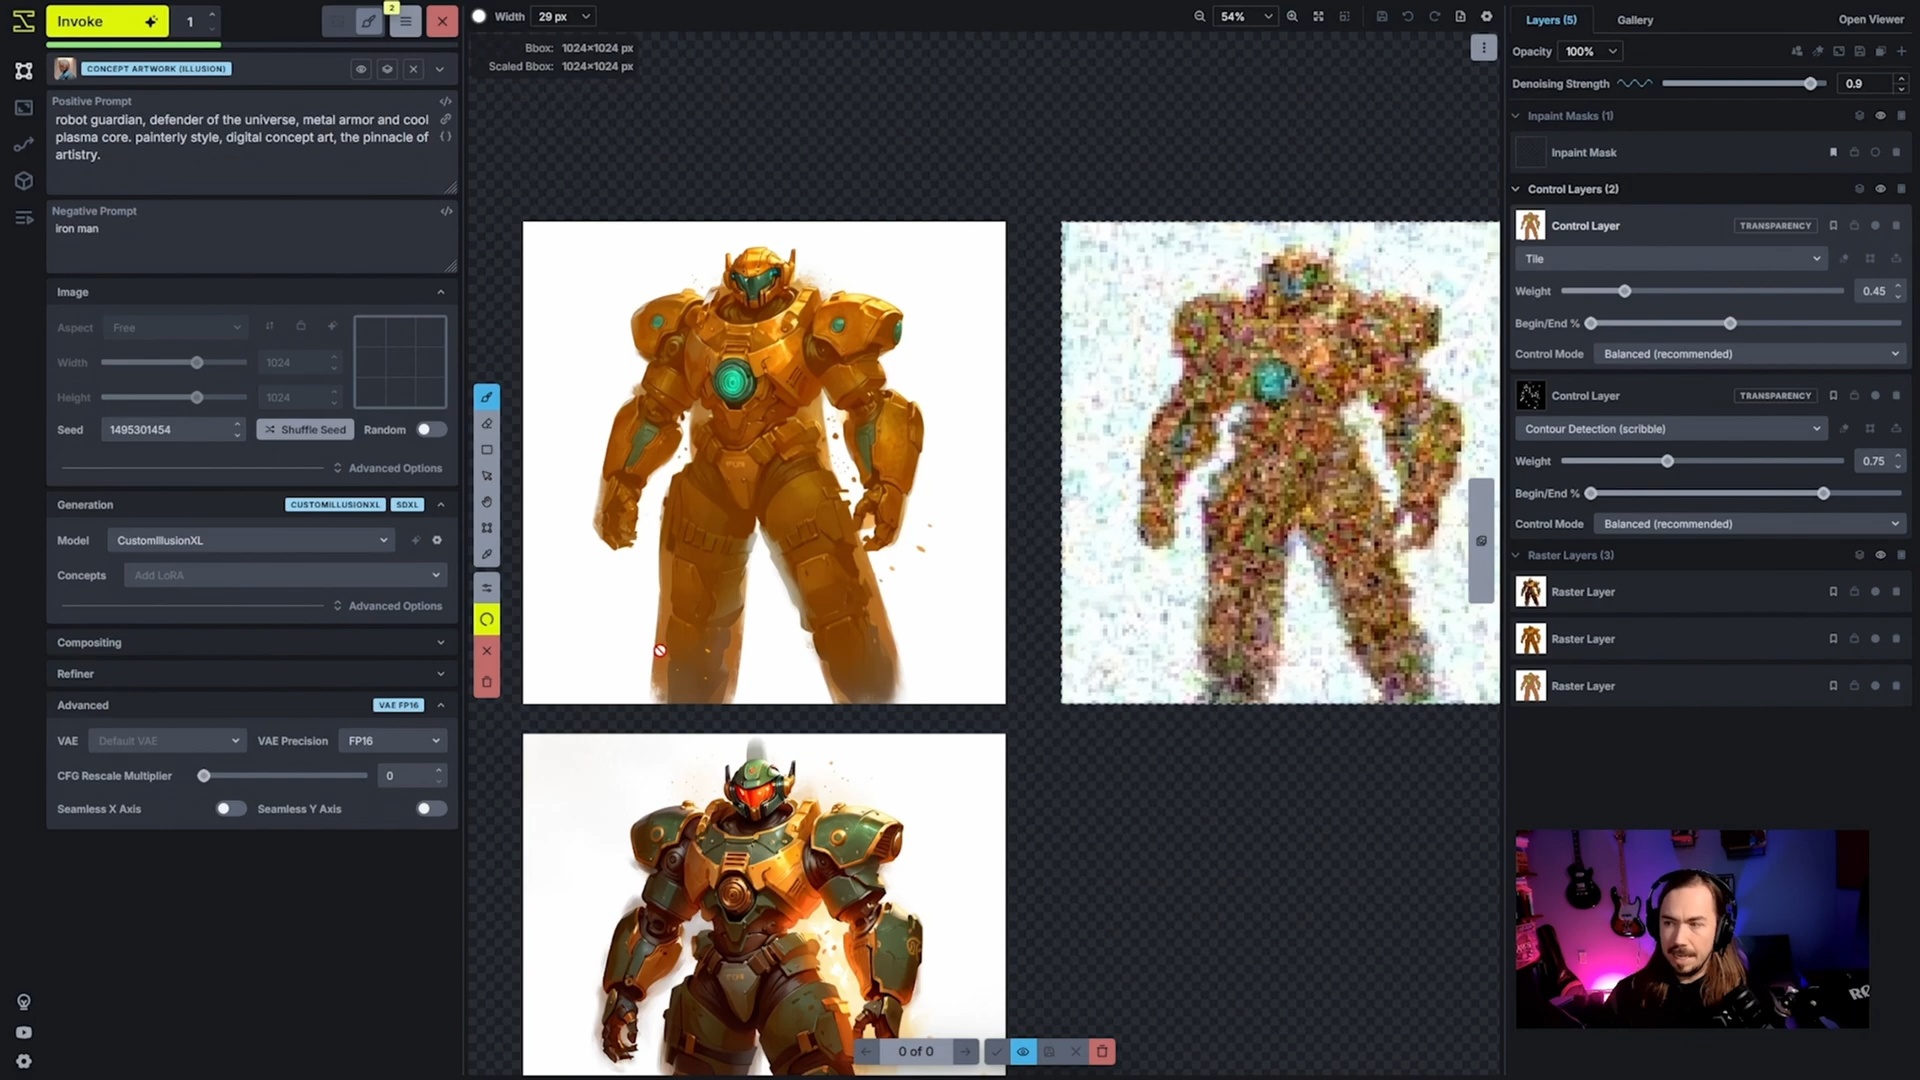 Invoke
1
2
Width 29 px
54%
Bbox: 1024×1024 px
Scaled Bbox: 1024×1024 px
CONCEPT ARTWORK (ILLUSION)
Positive Prompt
robot guardian, defender of the universe, metal armor and cool
plasma core. painterly style, digital concept art, the pinnacle of
artistry.
Negative Prompt
iron man
Image
Aspect Free
Width 1024
Height 1024
Seed 1495301454 Shuffle Seed Random
Advanced Options
Generation CUSTOMILLUSIONXL SDXL
Model CustomIllusionXL
Concepts Add LoRA
Advanced Options
Compositing
Refiner
Advanced VAE FP16
VAE Default VAE VAE Precision FP16
CFG Rescale Multiplier 0
Seamless X Axis Seamless Y Axis
0 of 0
Layers (5) Gallery Open Viewer
Opacity 100%
Denoising Strength 0.9
Inpaint Masks (1)
Inpaint Mask
Control Layers (2)
Control Layer TRANSPARENCY
Tile
Weight 0.45
Begin/End %
Control Mode Balanced (recommended)
Control Layer TRANSPARENCY
Contour Detection (scribble)
Weight 0.75
Begin/End %
Control Mode Balanced (recommended)
Raster Layers (3)
Raster Layer
Raster Layer
Raster Layer